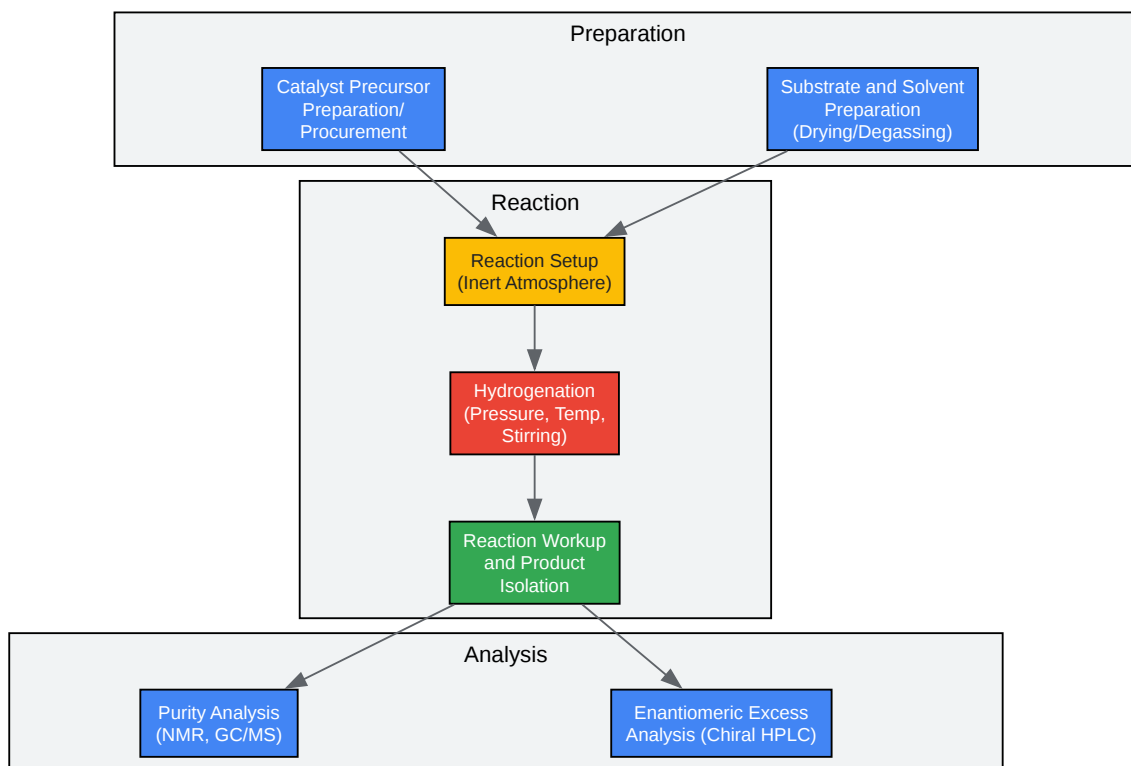 Preparation
Catalyst Precursor
Preparation/
Procurement
Substrate and Solvent
Preparation
(Drying/Degassing)
Reaction
Reaction Setup
(Inert Atmosphere)
Hydrogenation
(Pressure, Temp,
Stirring)
Reaction Workup
and Product
Isolation
Analysis
Purity Analysis
(NMR, GC/MS)
Enantiomeric Excess
Analysis (Chiral HPLC)